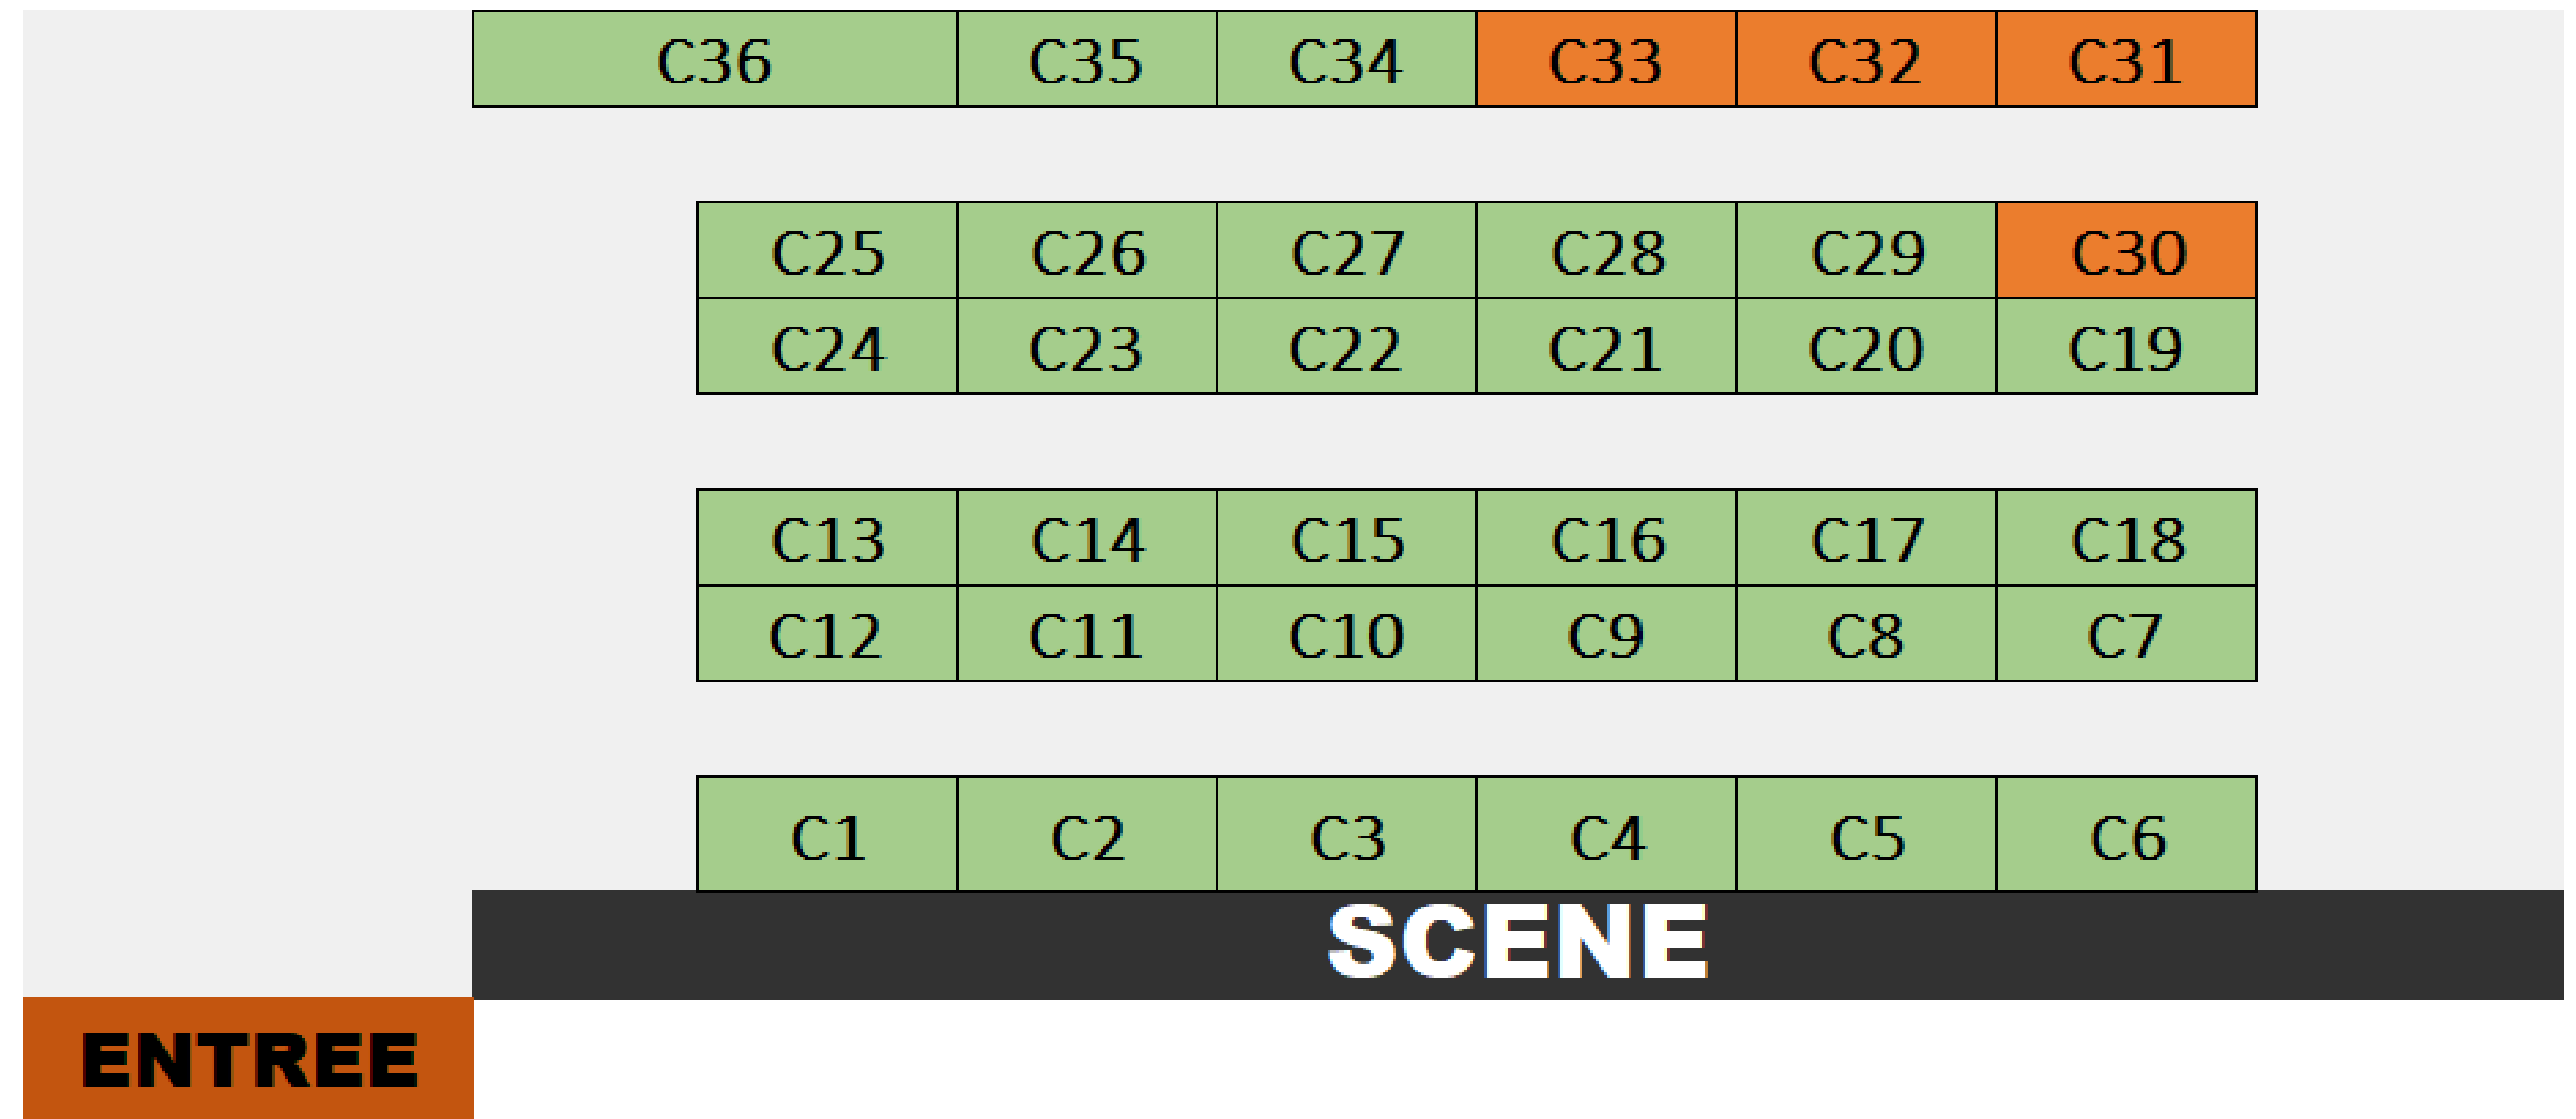 C36 C35 C34 C33 C32 C31
C25 C26 C27 C28 C29 C30
C24 C23 C22 C21 C20 C19
C13 C14 C15 C16 C17 C18
C12 C11 C10 C9 C8 C7
C1 C2 C3 C4 C5 C6
SCENE
ENTREE